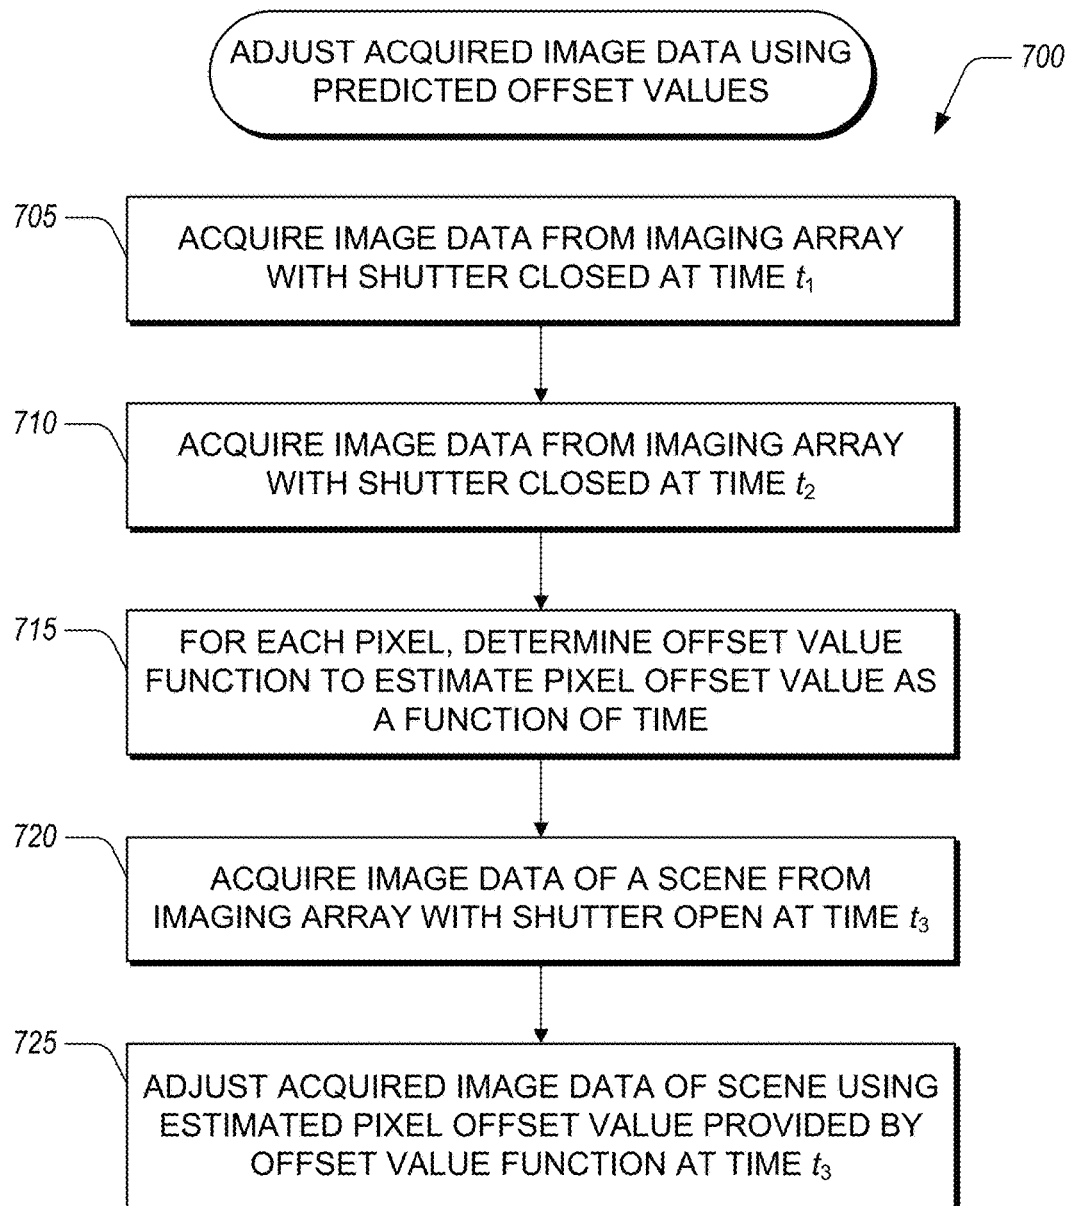 ADJUST ACQUIRED IMAGE DATA USING
PREDICTED OFFSET VALUES
700
705
ACQUIRE IMAGE DATA FROM IMAGING ARRAY
WITH SHUTTER CLOSED AT TIME t₁
710
ACQUIRE IMAGE DATA FROM IMAGING ARRAY
WITH SHUTTER CLOSED AT TIME t₂
715
FOR EACH PIXEL, DETERMINE OFFSET VALUE
FUNCTION TO ESTIMATE PIXEL OFFSET VALUE AS
A FUNCTION OF TIME
720
ACQUIRE IMAGE DATA OF A SCENE FROM
IMAGING ARRAY WITH SHUTTER OPEN AT TIME t₃
725
ADJUST ACQUIRED IMAGE DATA OF SCENE USING
ESTIMATED PIXEL OFFSET VALUE PROVIDED BY
OFFSET VALUE FUNCTION AT TIME t₃